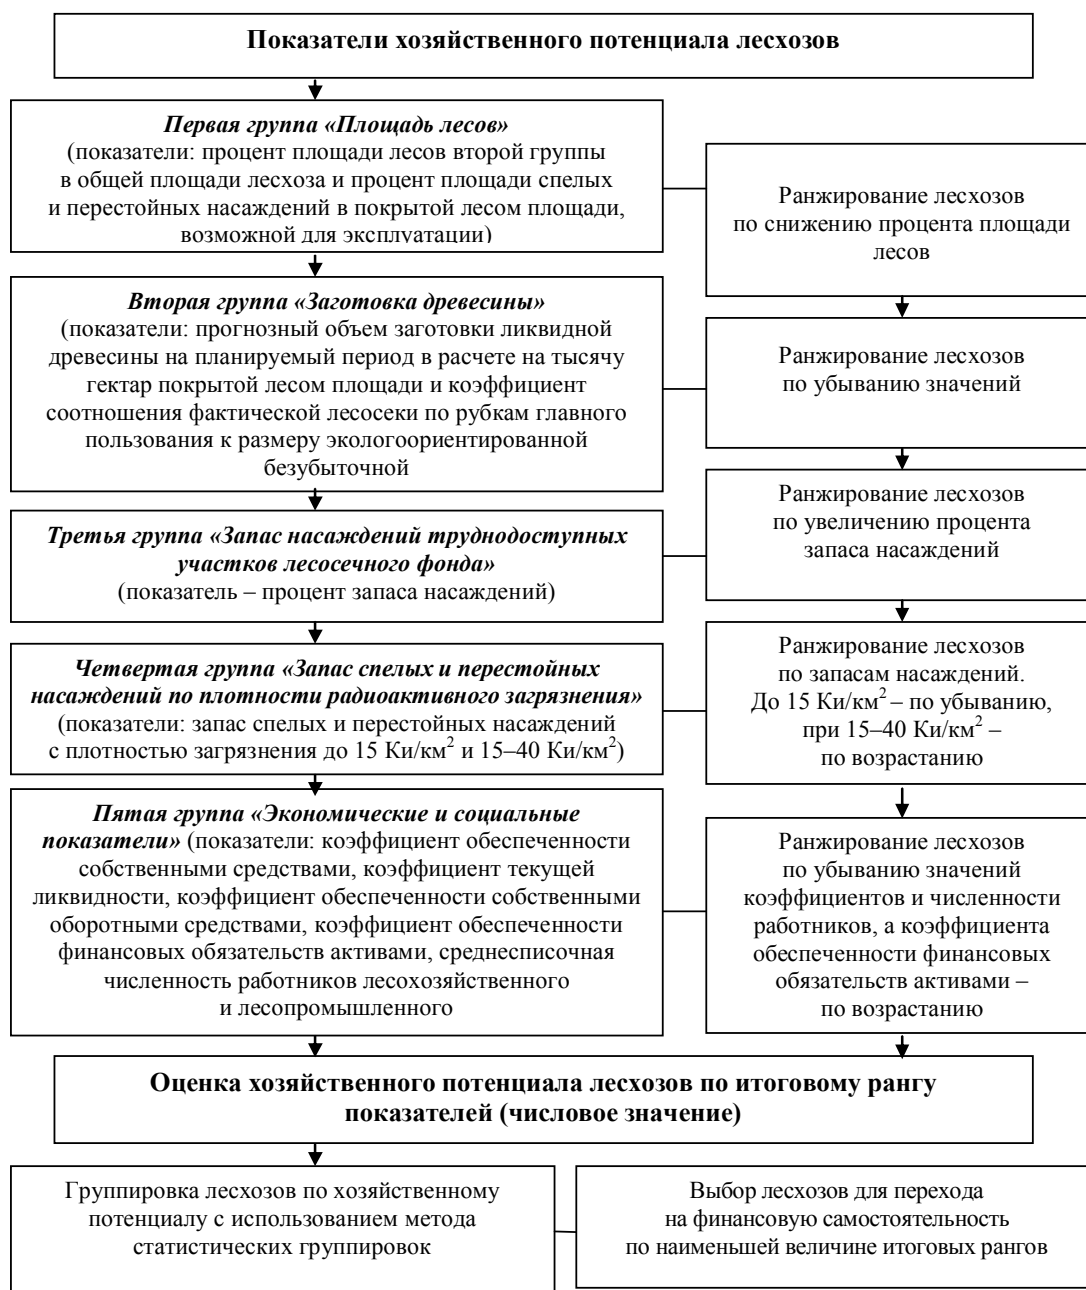 Показатели хозяйственного потенциала лесхозов
Первая группа «Площадь лесов»
(показатели: процент площади лесов второй группы
в общей площади лесхоза и процент площади спелых
и перестойных насаждений в покрытой лесом площади,
возможной для эксплуатации)
Ранжирование лесхозов
по снижению процента площади
лесов
Вторая группа «Заготовка древесины»
(показатели: прогнозный объем заготовки ликвидной
древесины на планируемый период в расчете на тысячу
гектар покрытой лесом площади и коэффициент
соотношения фактической лесосеки по рубкам главного
пользования к размеру экологоориентированной
безубыточной
Ранжирование лесхозов
по убыванию значений
Третья группа «Запас насаждений труднодоступных
участков лесосечного фонда»
(показатель – процент запаса насаждений)
Ранжирование лесхозов
по увеличению процента
запаса насаждений
Четвертая группа «Запас спелых и перестойных
насаждений по плотности радиоактивного загрязнения»
(показатели: запас спелых и перестойных насаждений
с плотностью загрязнения до 15 Ки/км² и 15–40 Ки/км²)
Ранжирование лесхозов
по запасам насаждений.
До 15 Ки/км² – по убыванию,
при 15–40 Ки/км² –
по возрастанию
Пятая группа «Экономические и социальные
показатели» (показатели: коэффициент обеспеченности
собственными средствами, коэффициент текущей
ликвидности, коэффициент обеспеченности собственными
оборотными средствами, коэффициент обеспеченности
финансовых обязательств активами, среднесписочная
численность работников лесохозяйственного
и лесопромышленного
Ранжирование лесхозов
по убыванию значений
коэффициентов и численности
работников, а коэффициента
обеспеченности финансовых
обязательств активами –
по возрастанию
Оценка хозяйственного потенциала лесхозов по итоговому рангу
показателей (числовое значение)
Группировка лесхозов по хозяйственному
потенциалу с использованием метода
статистических группировок
Выбор лесхозов для перехода
на финансовую самостоятельность
по наименьшей величине итоговых рангов